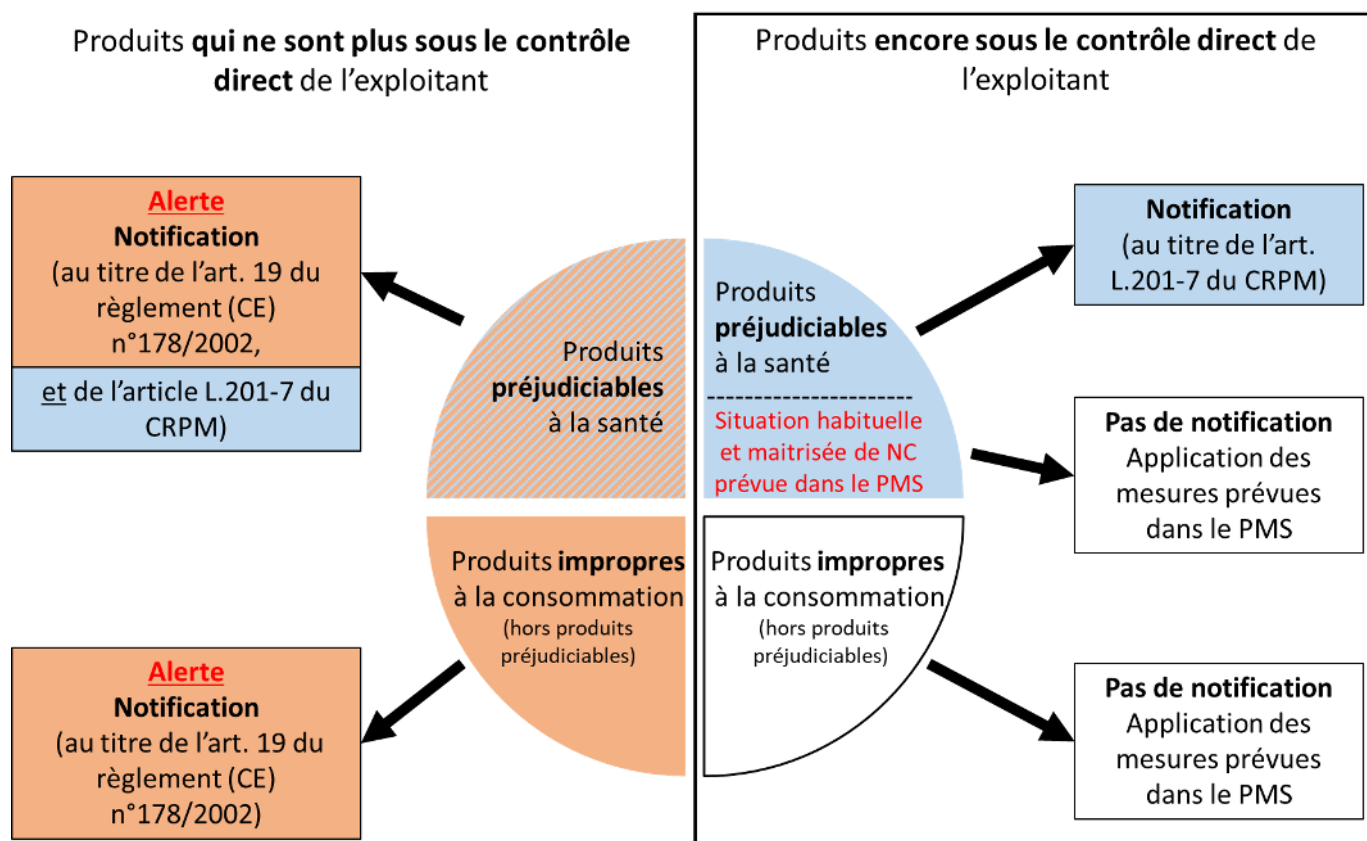 Produits qui ne sont plus sous le contrôle
direct de l'exploitant
Alerte
Notification
(au titre de l'art. 19 du
règlement (CE)
n°178/2002,
et de l'article L.201-7 du
CRPM)
Produits
préjudiciables
à la santé
Produits impropres
à la consommation
(hors produits
préjudiciables)
Alerte
Notification
(au titre de l'art. 19 du
règlement (CE)
n°178/2002)
Produits encore sous le contrôle direct de
l'exploitant
Produits
préjudiciables
à la santé
Situation habituelle
et maitrisée de NC
prévue dans le PMS
Notification
(au titre de l'art.
L.201-7 du CRPM)
Pas de notification
Application des
mesures prévues
dans le PMS
Produits impropres
à la consommation
(hors produits
préjudiciables)
Pas de notification
Application des
mesures prévues
dans le PMS